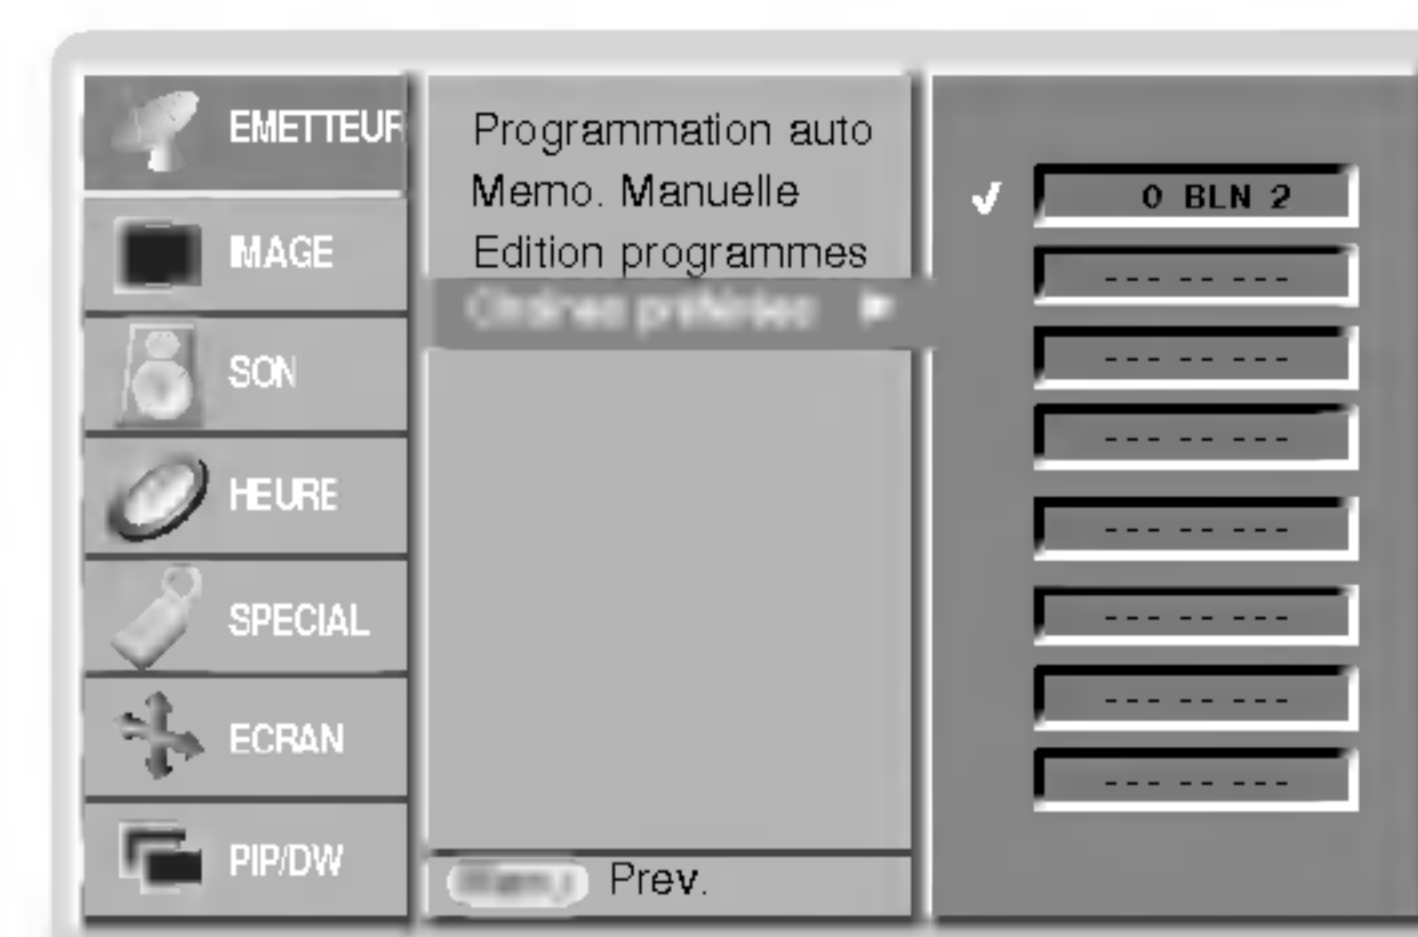 EMETTEUR
IMAGE
SON
HEURE
SPECIAL
ECRAN
PIP/DW
Programmation auto
Memo. Manuelle
Edition programmes
Prev.
0 BLN 2
--- -- ---
--- -- ---
--- -- ---
--- -- ---
--- -- ---
--- -- ---
--- -- ---